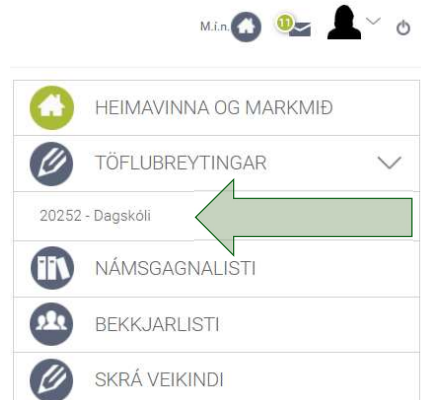 M.í.n.
11
HEIMAVINNA OG MARKMIÐ
TÖFLUBREYTINGAR
20252 - Dagskóli
NÁMSGAGNALISTI
BEKKJARLISTI
SKRÁ VEIKINDI